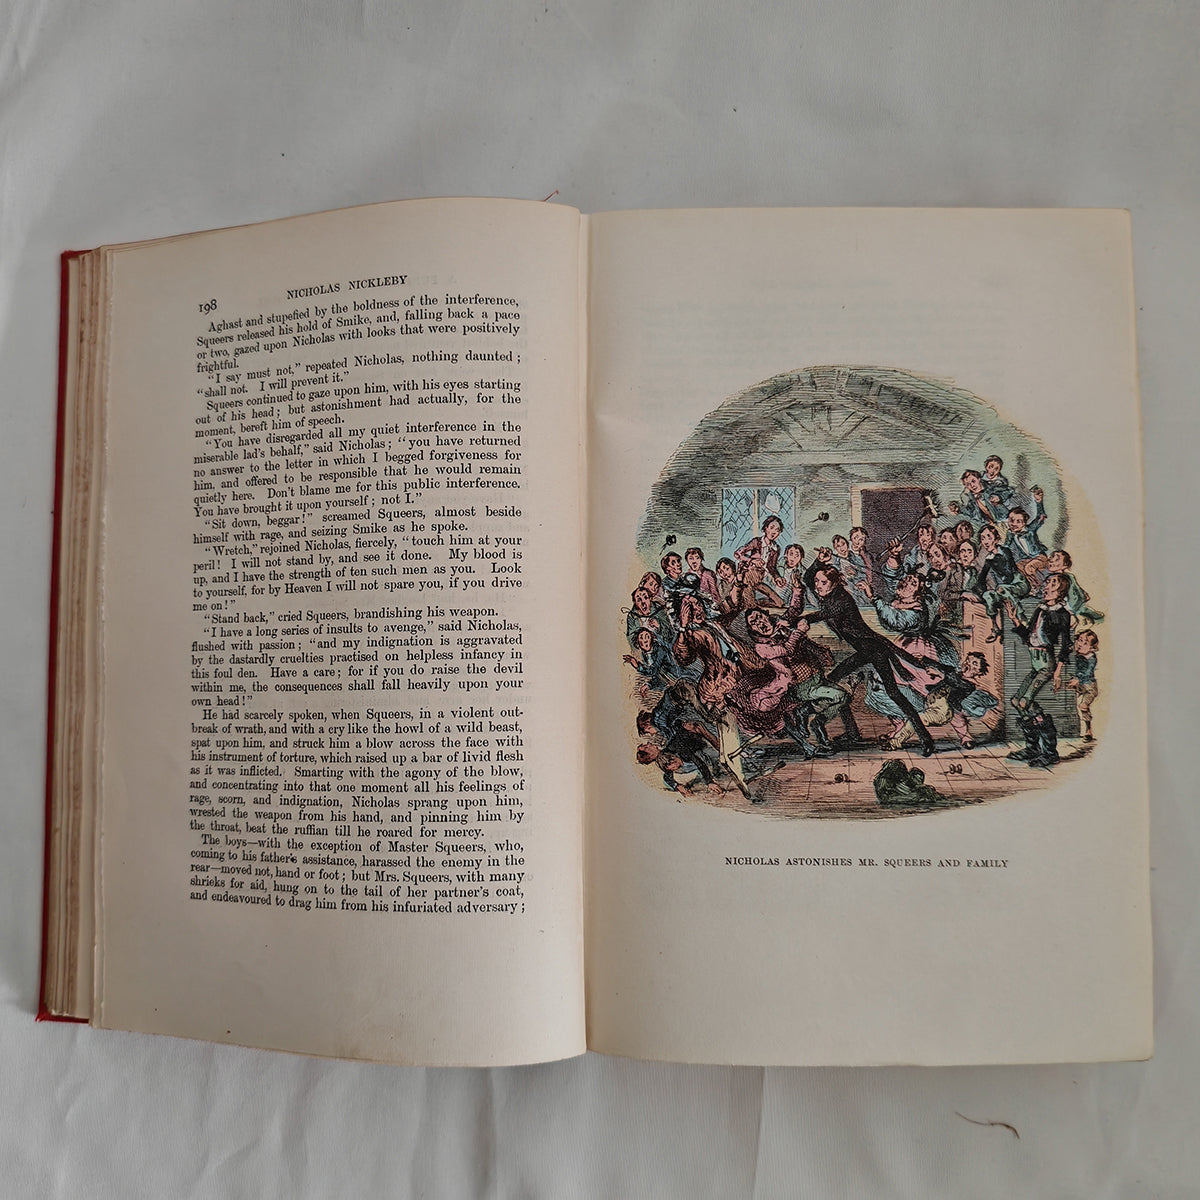 198
NICHOLAS NICKLEBY
Aghast and stupefied by the boldness of the interference,
Squeers released his hold of Smike, and, falling back a pace
or two, gazed upon Nicholas with looks that were positively
frightful.
"I say must not," repeated Nicholas, nothing daunted ;
"shall not. I will prevent it."
Squeers continued to gaze upon him, with his eyes starting
out of his head ; but astonishment had actually, for the
moment, bereft him of speech.
"You have disregarded all my quiet interference in the
miserable lad's behalf," said Nicholas ; "you have returned
no answer to the letter in which I begged forgiveness for
him, and offered to be responsible that he would remain
quietly here. Don't blame me for this public interference.
You have brought it upon yourself ; not I."
"Sit down, beggar!" screamed Squeers, almost beside
himself with rage, and seizing Smike as he spoke.
"Wretch," rejoined Nicholas, fiercely, "touch him at your
peril! I will not stand by, and see it done. My blood is
up, and I have the strength of ten such men as you. Look
to yourself, for by Heaven I will not spare you, if you drive
me on!"
"Stand back," cried Squeers, brandishing his weapon.
"I have a long series of insults to avenge," said Nicholas,
flushed with passion ; "and my indignation is aggravated
by the dastardly cruelties practised on helpless infancy in
this foul den. Have a care ; for if you do raise the devil
within me, the consequences shall fall heavily upon your
own head!"
He had scarcely spoken, when Squeers, in a violent out-
break of wrath, and with a cry like the howl of a wild beast,
spat upon him, and struck him a blow across the face with
his instrument of torture, which raised up a bar of livid flesh
as it was inflicted. Smarting with the agony of the blow,
and concentrating into that one moment all his feelings of
rage, scorn, and indignation, Nicholas sprang upon him,
wrested the weapon from his hand, and pinning him by
the throat, beat the ruffian till he roared for mercy.
The boys—with the exception of Master Squeers, who,
coming to his father's assistance, harassed the enemy in the
rear—moved not, hand or foot ; but Mrs. Squeers, with many
shrieks for aid, hung on to the tail of her partner's coat,
and endeavoured to drag him from his infuriated adversary ;
NICHOLAS ASTONISHES MR. SQUEERS AND FAMILY